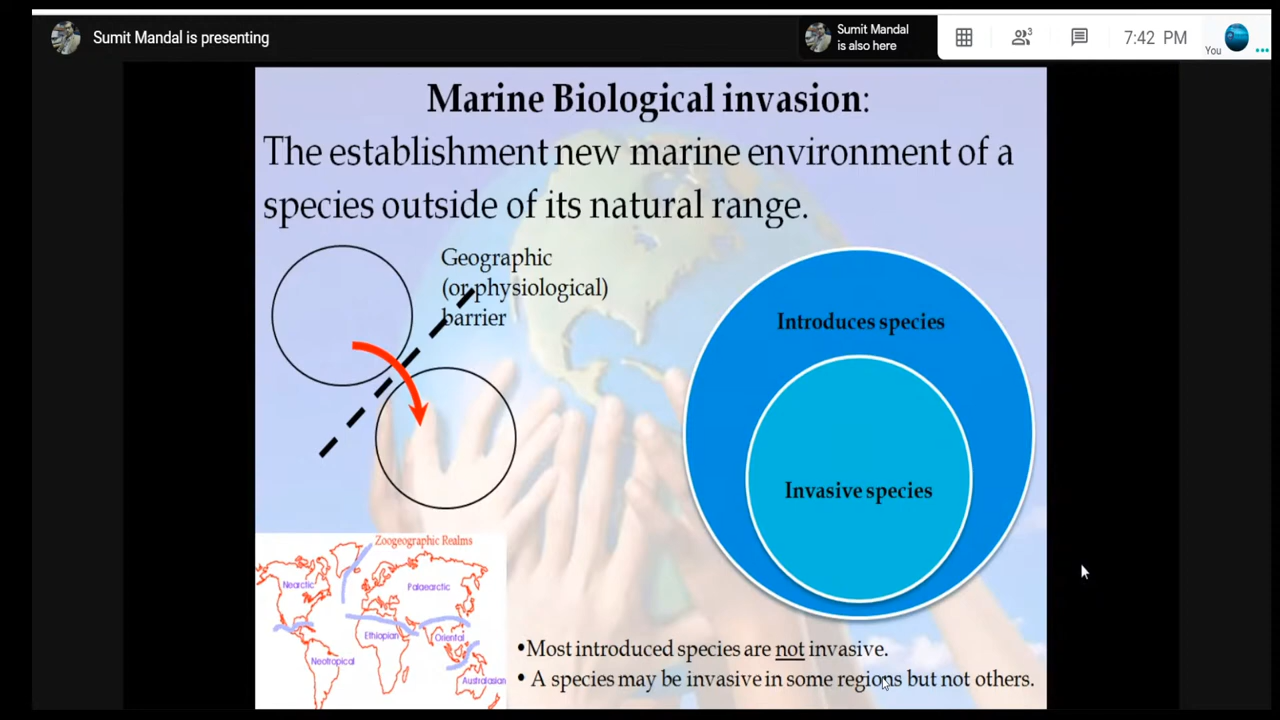 Sumit Mandal is presenting
Sumit Mandal
is also here
3
7:42 PM
You
Marine Biological invasion:
The establishment new marine environment of a
species outside of its natural range.
Geographic
(or physiological)
barrier
Introduces species
Invasive species
Zoogeographic Realms
Nearctic
Palaearctic
Ethiopian
Oriental
Neotropical
Australasian
•Most introduced species are not invasive.
• A species may be invasive in some regions but not others.